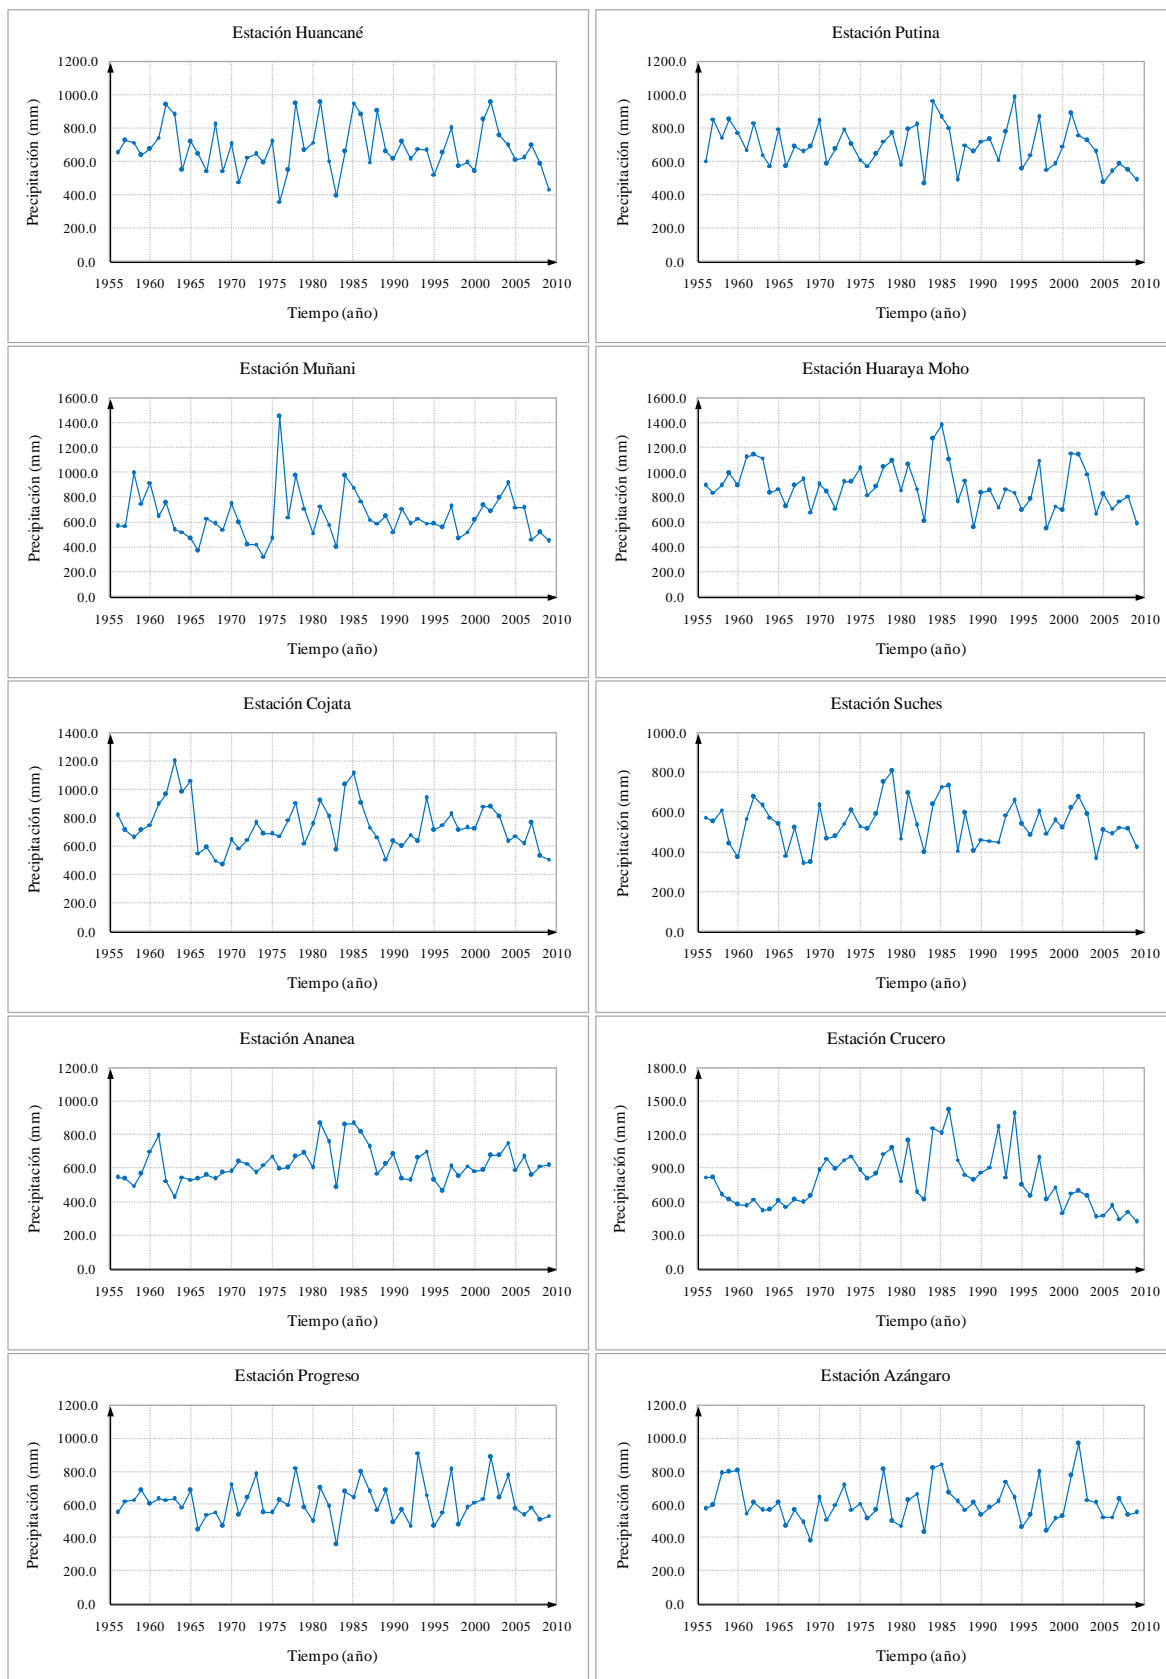 Estación Huancané
Precipitación (mm)
1200.0
1000.0
800.0
600.0
400.0
200.0
0.0
1955 1960 1965 1970 1975 1980 1985 1990 1995 2000 2005 2010
Tiempo (año)
Estación Putina
Precipitación (mm)
1200.0
1000.0
800.0
600.0
400.0
200.0
0.0
1955 1960 1965 1970 1975 1980 1985 1990 1995 2000 2005 2010
Tiempo (año)
Estación Muñani
Precipitación (mm)
1600.0
1400.0
1200.0
1000.0
800.0
600.0
400.0
200.0
0.0
1955 1960 1965 1970 1975 1980 1985 1990 1995 2000 2005 2010
Tiempo (año)
Estación Huaraya Moho
Precipitación (mm)
1600.0
1400.0
1200.0
1000.0
800.0
600.0
400.0
200.0
0.0
1955 1960 1965 1970 1975 1980 1985 1990 1995 2000 2005 2010
Tiempo (año)
Estación Cojata
Precipitación (mm)
1400.0
1200.0
1000.0
800.0
600.0
400.0
200.0
0.0
1955 1960 1965 1970 1975 1980 1985 1990 1995 2000 2005 2010
Tiempo (año)
Estación Suches
Precipitación (mm)
1000.0
800.0
600.0
400.0
200.0
0.0
1955 1960 1965 1970 1975 1980 1985 1990 1995 2000 2005 2010
Tiempo (año)
Estación Ananea
Precipitación (mm)
1200.0
1000.0
800.0
600.0
400.0
200.0
0.0
1955 1960 1965 1970 1975 1980 1985 1990 1995 2000 2005 2010
Tiempo (año)
Estación Crucero
Precipitación (mm)
1800.0
1500.0
1200.0
900.0
600.0
300.0
0.0
1955 1960 1965 1970 1975 1980 1985 1990 1995 2000 2005 2010
Tiempo (año)
Estación Progreso
Precipitación (mm)
1200.0
1000.0
800.0
600.0
400.0
200.0
0.0
1955 1960 1965 1970 1975 1980 1985 1990 1995 2000 2005 2010
Tiempo (año)
Estación Azángaro
Precipitación (mm)
1200.0
1000.0
800.0
600.0
400.0
200.0
0.0
1955 1960 1965 1970 1975 1980 1985 1990 1995 2000 2005 2010
Tiempo (año)